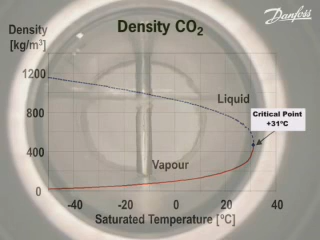 Danfoss
Density CO2
Density
[kg/m³]
1200
800
400
0
Liquid
Critical Point
+31ºC
Vapour
-40 -20 0 20 40
Saturated Temperature [ºC]